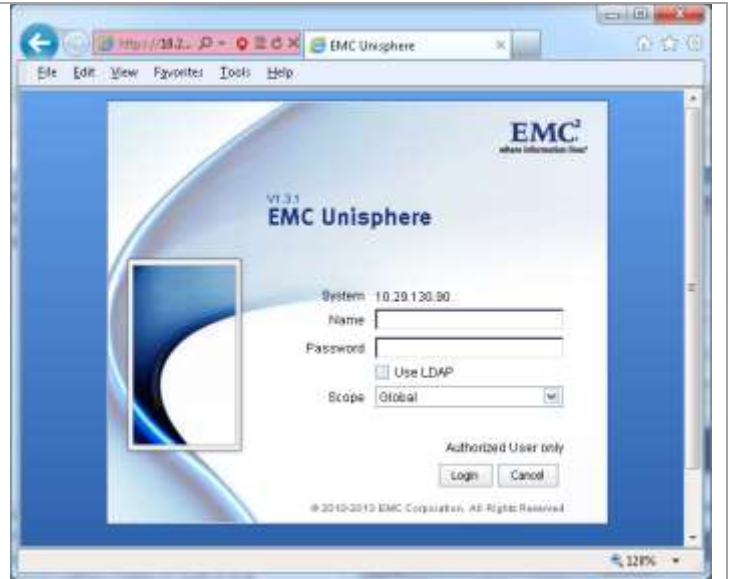 EMC Unisphere
File Edit View Favorites Tools Help
EMC²
where information lives®
V1.3.1
EMC Unisphere
System 10.29.130.90
Name
Password
Use LDAP
Scope Global
Authorized User only
Login Cancel
© 2010-2013 EMC Corporation. All Rights Reserved